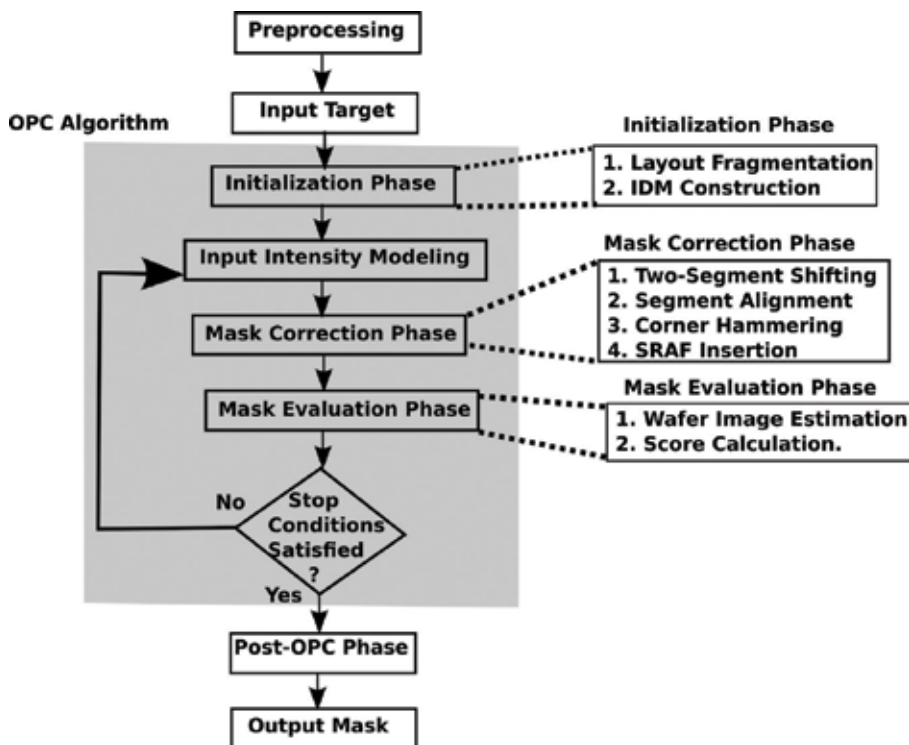 Preprocessing
Input Target
OPC Algorithm
Initialization Phase
Initialization Phase
1. Layout Fragmentation
2. IDM Construction
Input Intensity Modeling
Mask Correction Phase
Mask Correction Phase
1. Two-Segment Shifting
2. Segment Alignment
3. Corner Hammering
4. SRAF Insertion
Mask Evaluation Phase
Mask Evaluation Phase
1. Wafer Image Estimation
2. Score Calculation.
No
Stop
Conditions
Satisfied
?
Yes
Post-OPC Phase
Output Mask